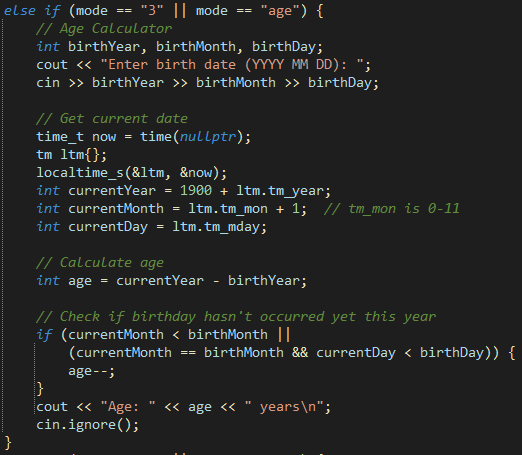 else if (mode == "3" || mode == "age") {
// Age Calculator
int birthYear, birthMonth, birthDay;
cout << "Enter birth date (YYYY MM DD): ";
cin >> birthYear >> birthMonth >> birthDay;
// Get current date
time_t now = time(nullptr);
tm ltm{};
localtime_s(&ltm, &now);
int currentYear = 1900 + ltm.tm_year;
int currentMonth = ltm.tm_mon + 1;  // tm_mon is 0-11
int currentDay = ltm.tm_mday;
// Calculate age
int age = currentYear - birthYear;
// Check if birthday hasn't occurred yet this year
if (currentMonth < birthMonth ||
(currentMonth == birthMonth && currentDay < birthDay)) {
age--;
}
cout << "Age: " << age << " years\n";
cin.ignore();
}